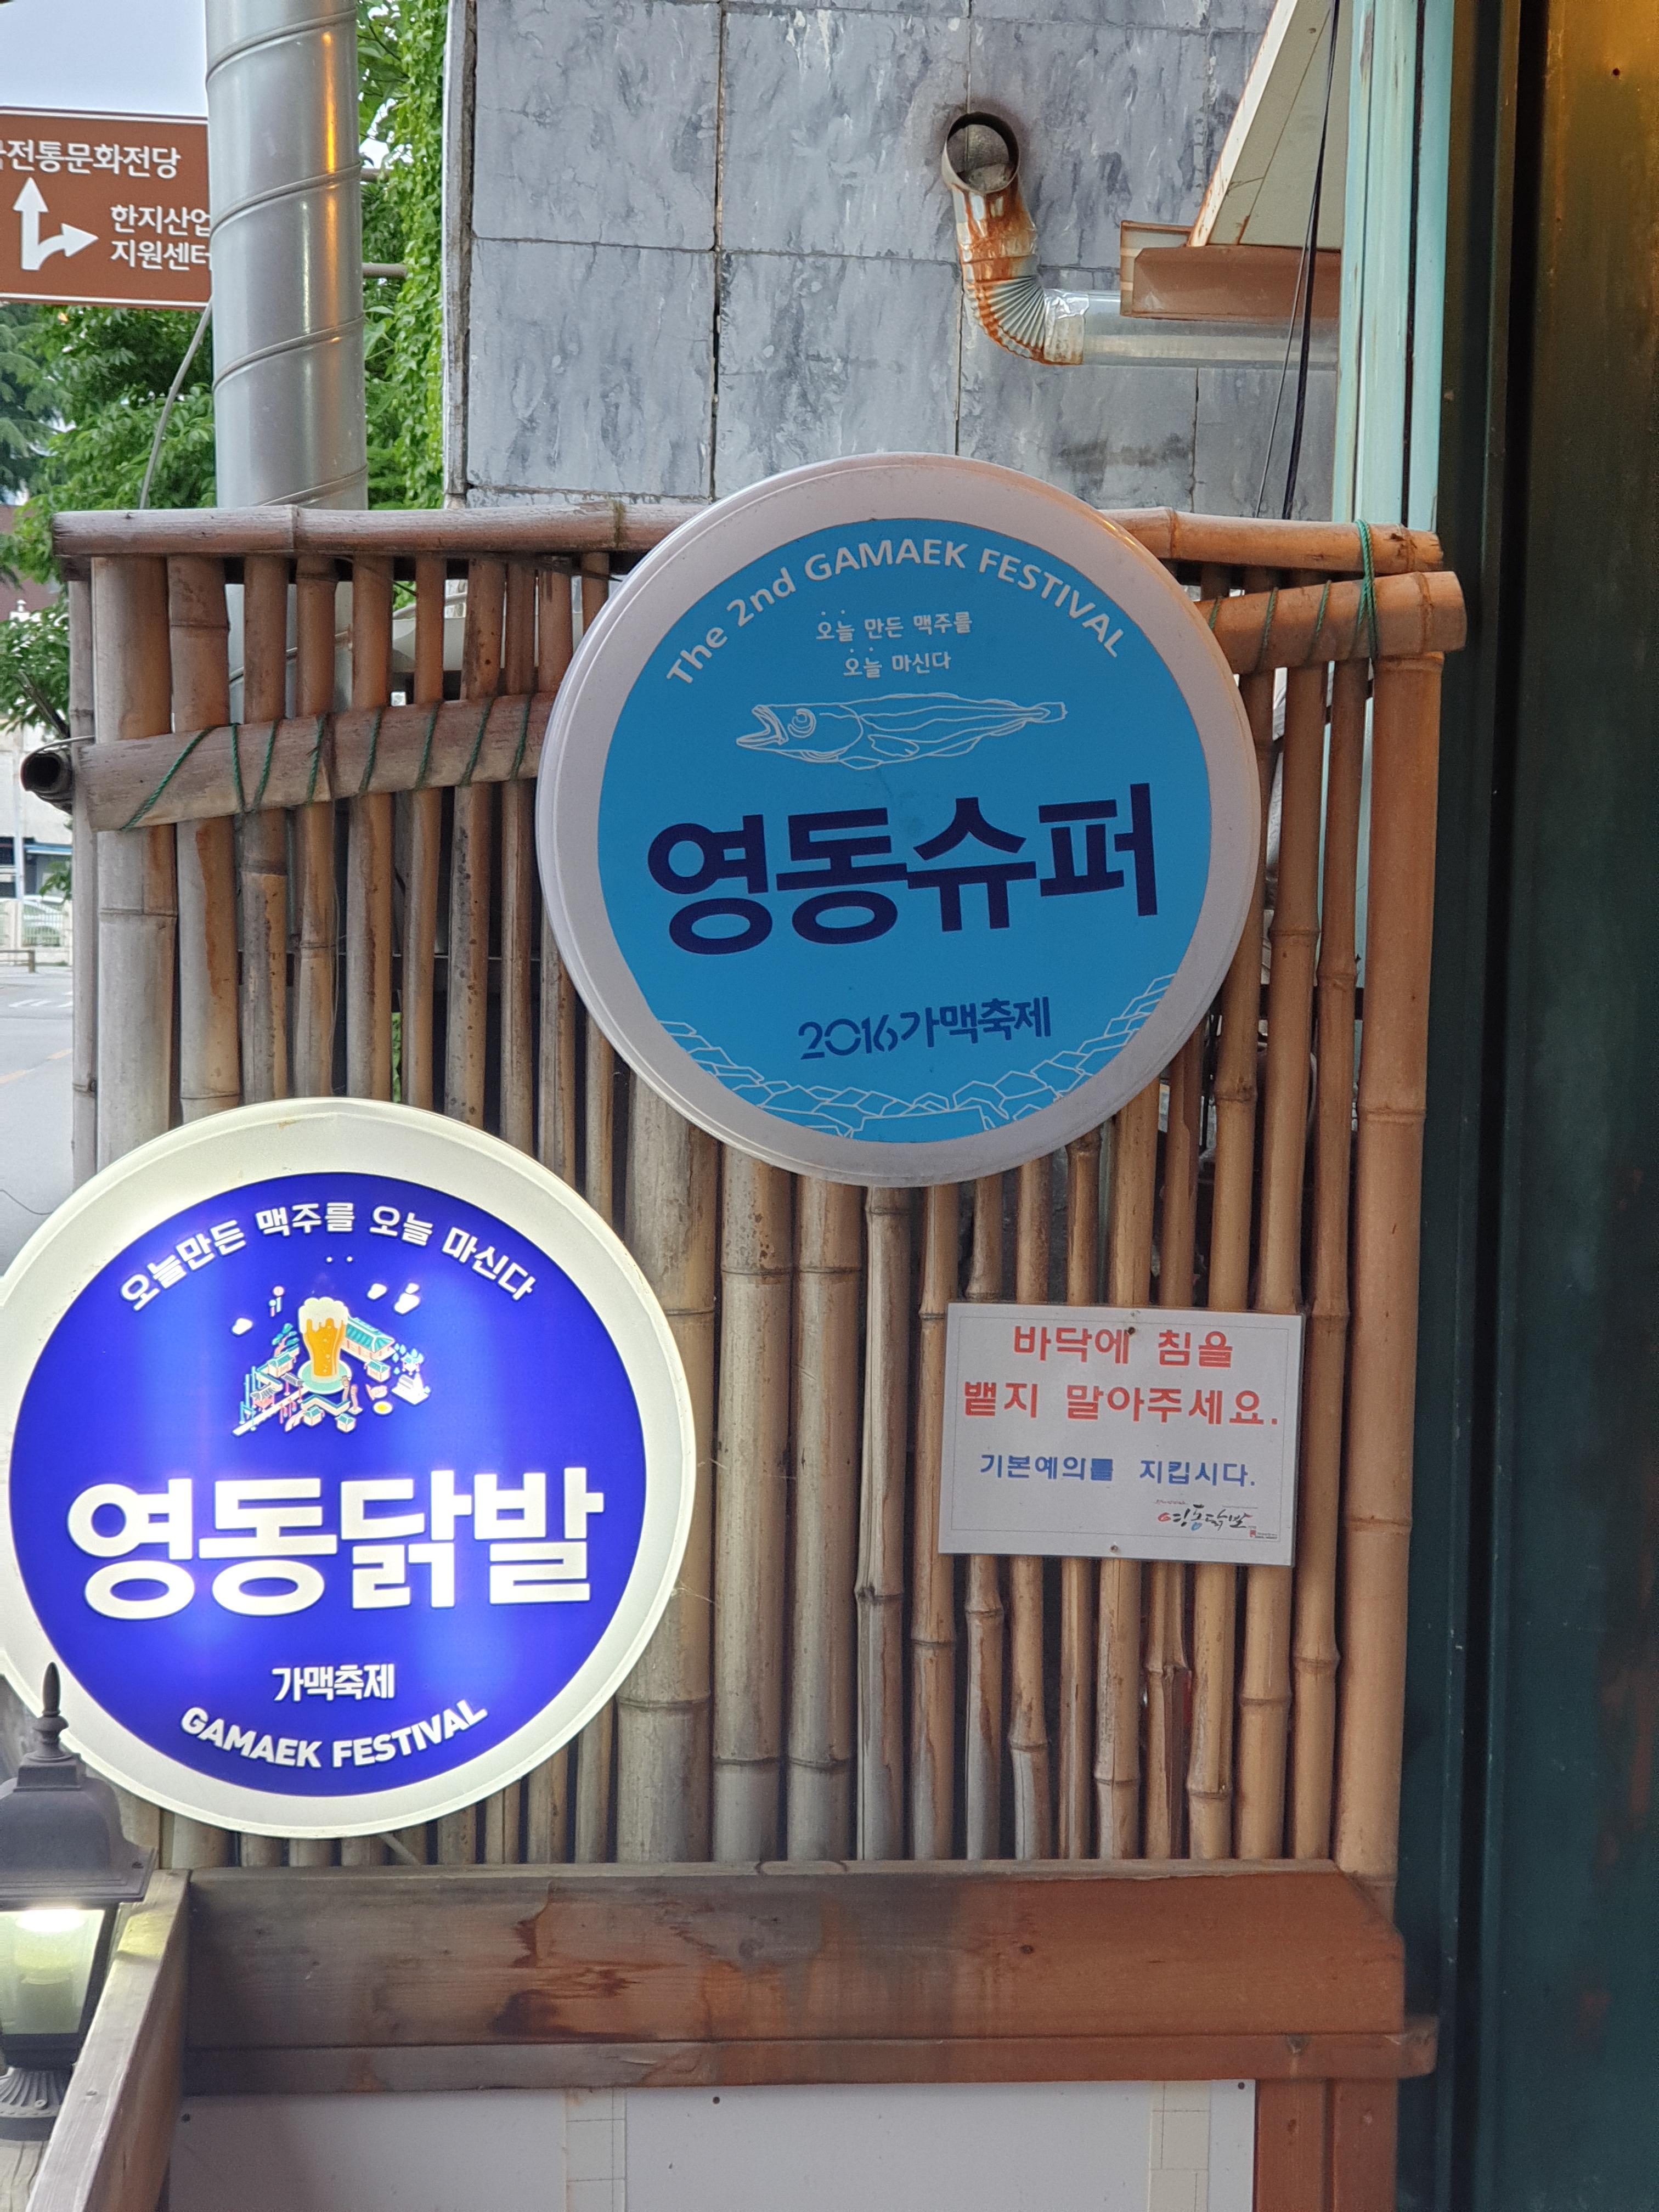 전통문화전당
한지산업
지원센터
The 2nd GAMAEK FESTIVAL
오늘 만든 맥주를
오늘 마신다
영동슈퍼
2016가맥축제
오늘만든 맥주를 오늘 마신다
영동닭발
가맥축제
GAMAEK FESTIVAL
바닥에 침을
뱉지 말아주세요.
기본예의를 지킵시다.
영동닭발